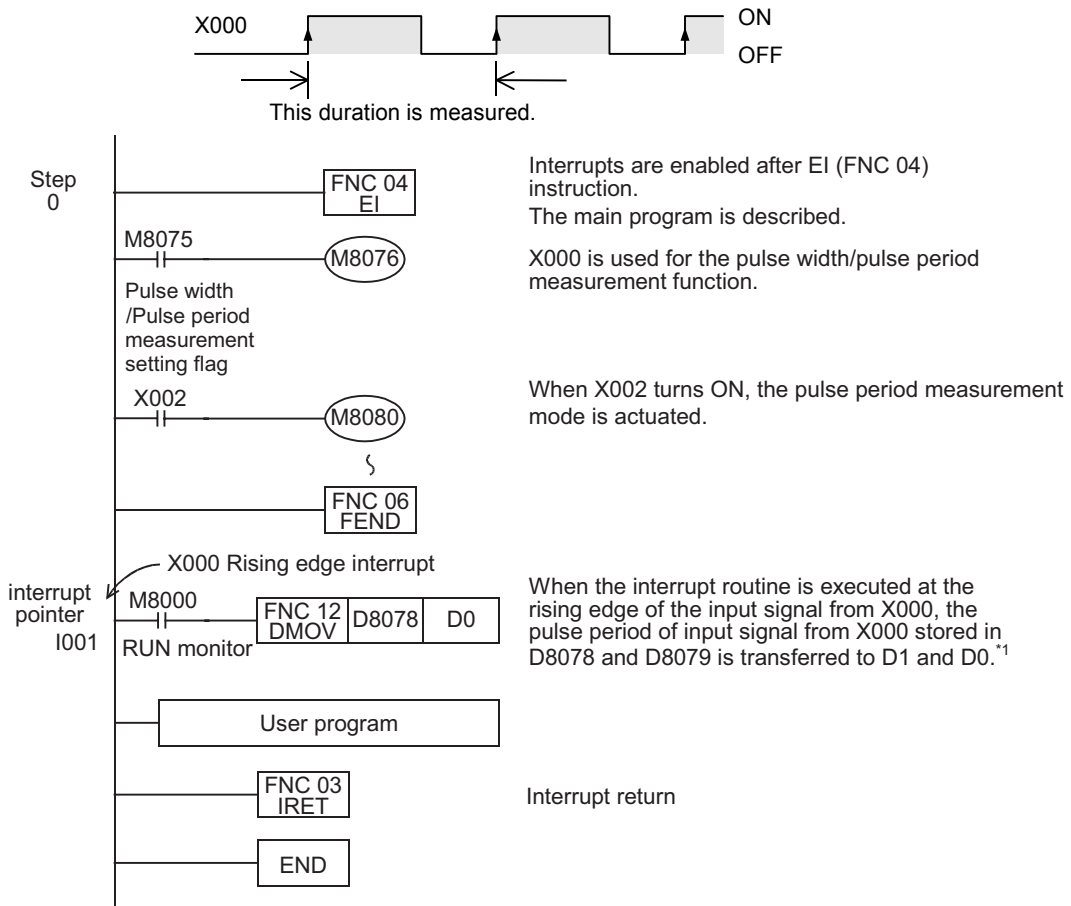 X000
ON
OFF
This duration is measured.
Step
0
FNC 04
EI
Interrupts are enabled after EI (FNC 04)
instruction.
The main program is described.
M8075
M8076
X000 is used for the pulse width/pulse period
measurement function.
Pulse width
/Pulse period
measurement
setting flag
X002
M8080
When X002 turns ON, the pulse period measurement
mode is actuated.
FNC 06
FEND
X000 Rising edge interrupt
interrupt
pointer
I001
M8000
RUN monitor
FNC 12
DMOV
D8078
D0
When the interrupt routine is executed at the
rising edge of the input signal from X000, the
pulse period of input signal from X000 stored in
D8078 and D8079 is transferred to D1 and D0.*1
User program
FNC 03
IRET
Interrupt return
END